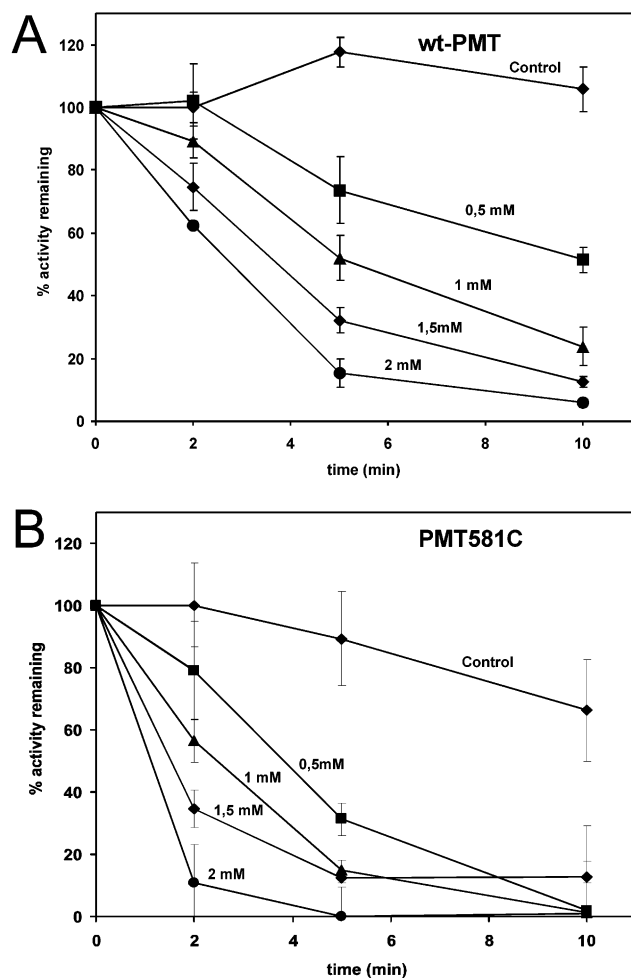 A
wt-PMT
Control
0,5 mM
1 mM
1,5mM
2 mM
120
100
80
60
40
20
0
% activity remaining
0 2 4 6 8 10
time (min)
B
PMT581C
Control
0,5mM
1 mM
1,5 mM
2 mM
120
100
80
60
40
20
0
% activity remaining
0 2 4 6 8 10
time (min)